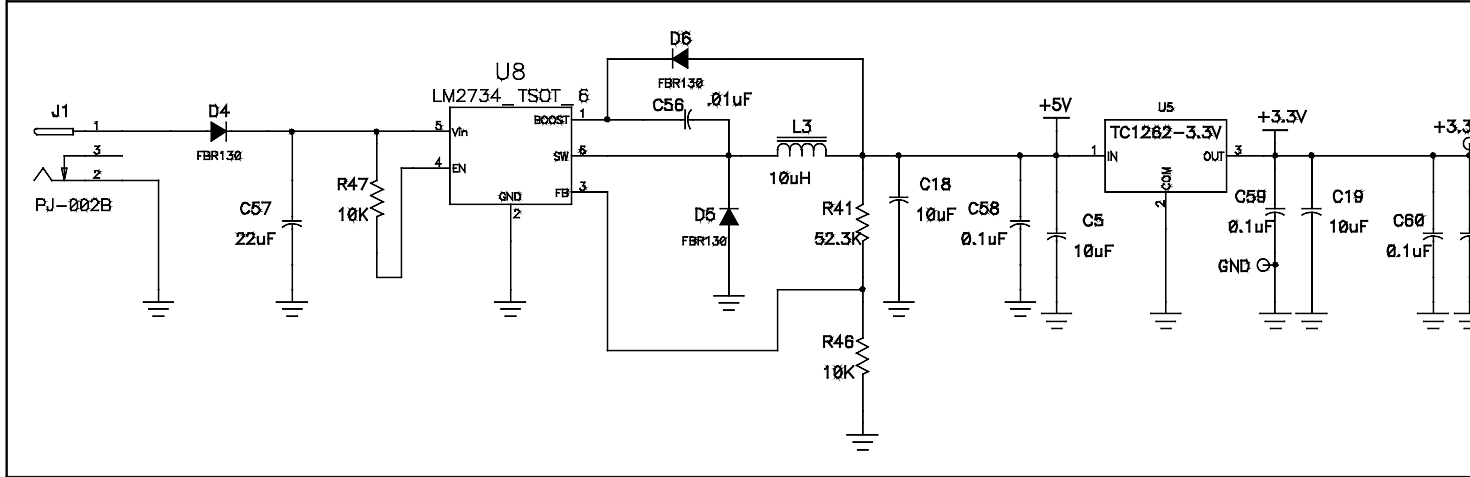 J1
1
3
2
PJ-002B
D4
FBR130
C57
22uF
R47
10K
U8
LM2734_TSOT_6
5
Vin
4
EN
BOOST
1
SW
6
FB
3
GND
2
D6
FBR130
C56
.01uF
D5
FBR130
L3
10uH
R41
52.3K
R46
10K
C18
10uF
C58
0.1uF
+5V
C5
10uF
U5
TC1262-3.3V
1
IN
OUT
3
COM
2
+3.3V
C59
0.1uF
GND
C19
10uF
C60
0.1uF
+3.3